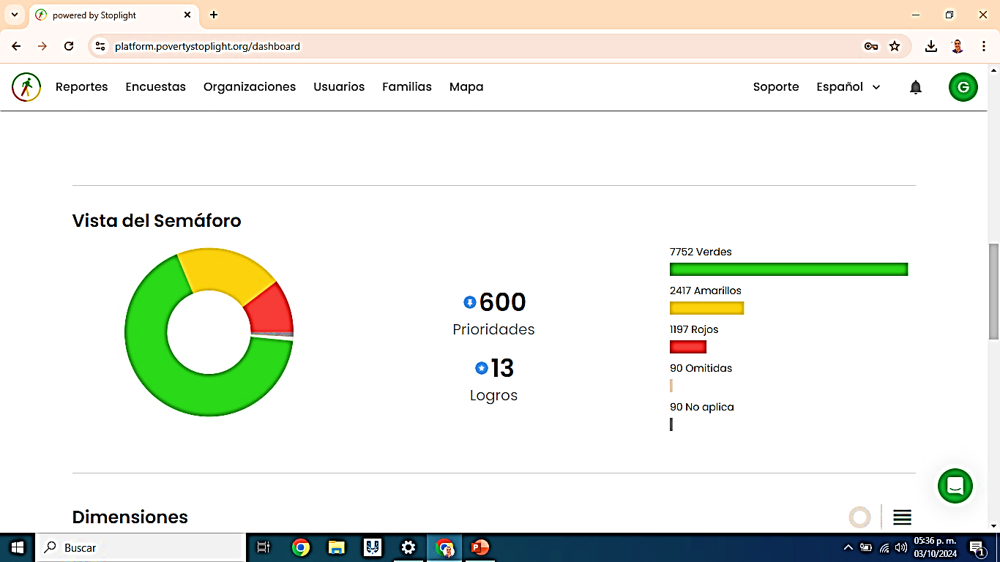 powered by Stoplight
platform.povertystoplight.org/dashboard
Reportes Encuestas Organizaciones Usuarios Familias Mapa Soporte Español G
Vista del Semáforo
7752 Verdes
2417 Amarillos
600
Prioridades
1197 Rojos
13
Logros
90 Omitidas
90 No aplica
Dimensiones
Buscar
05:36 p. m.
03/10/2024
1